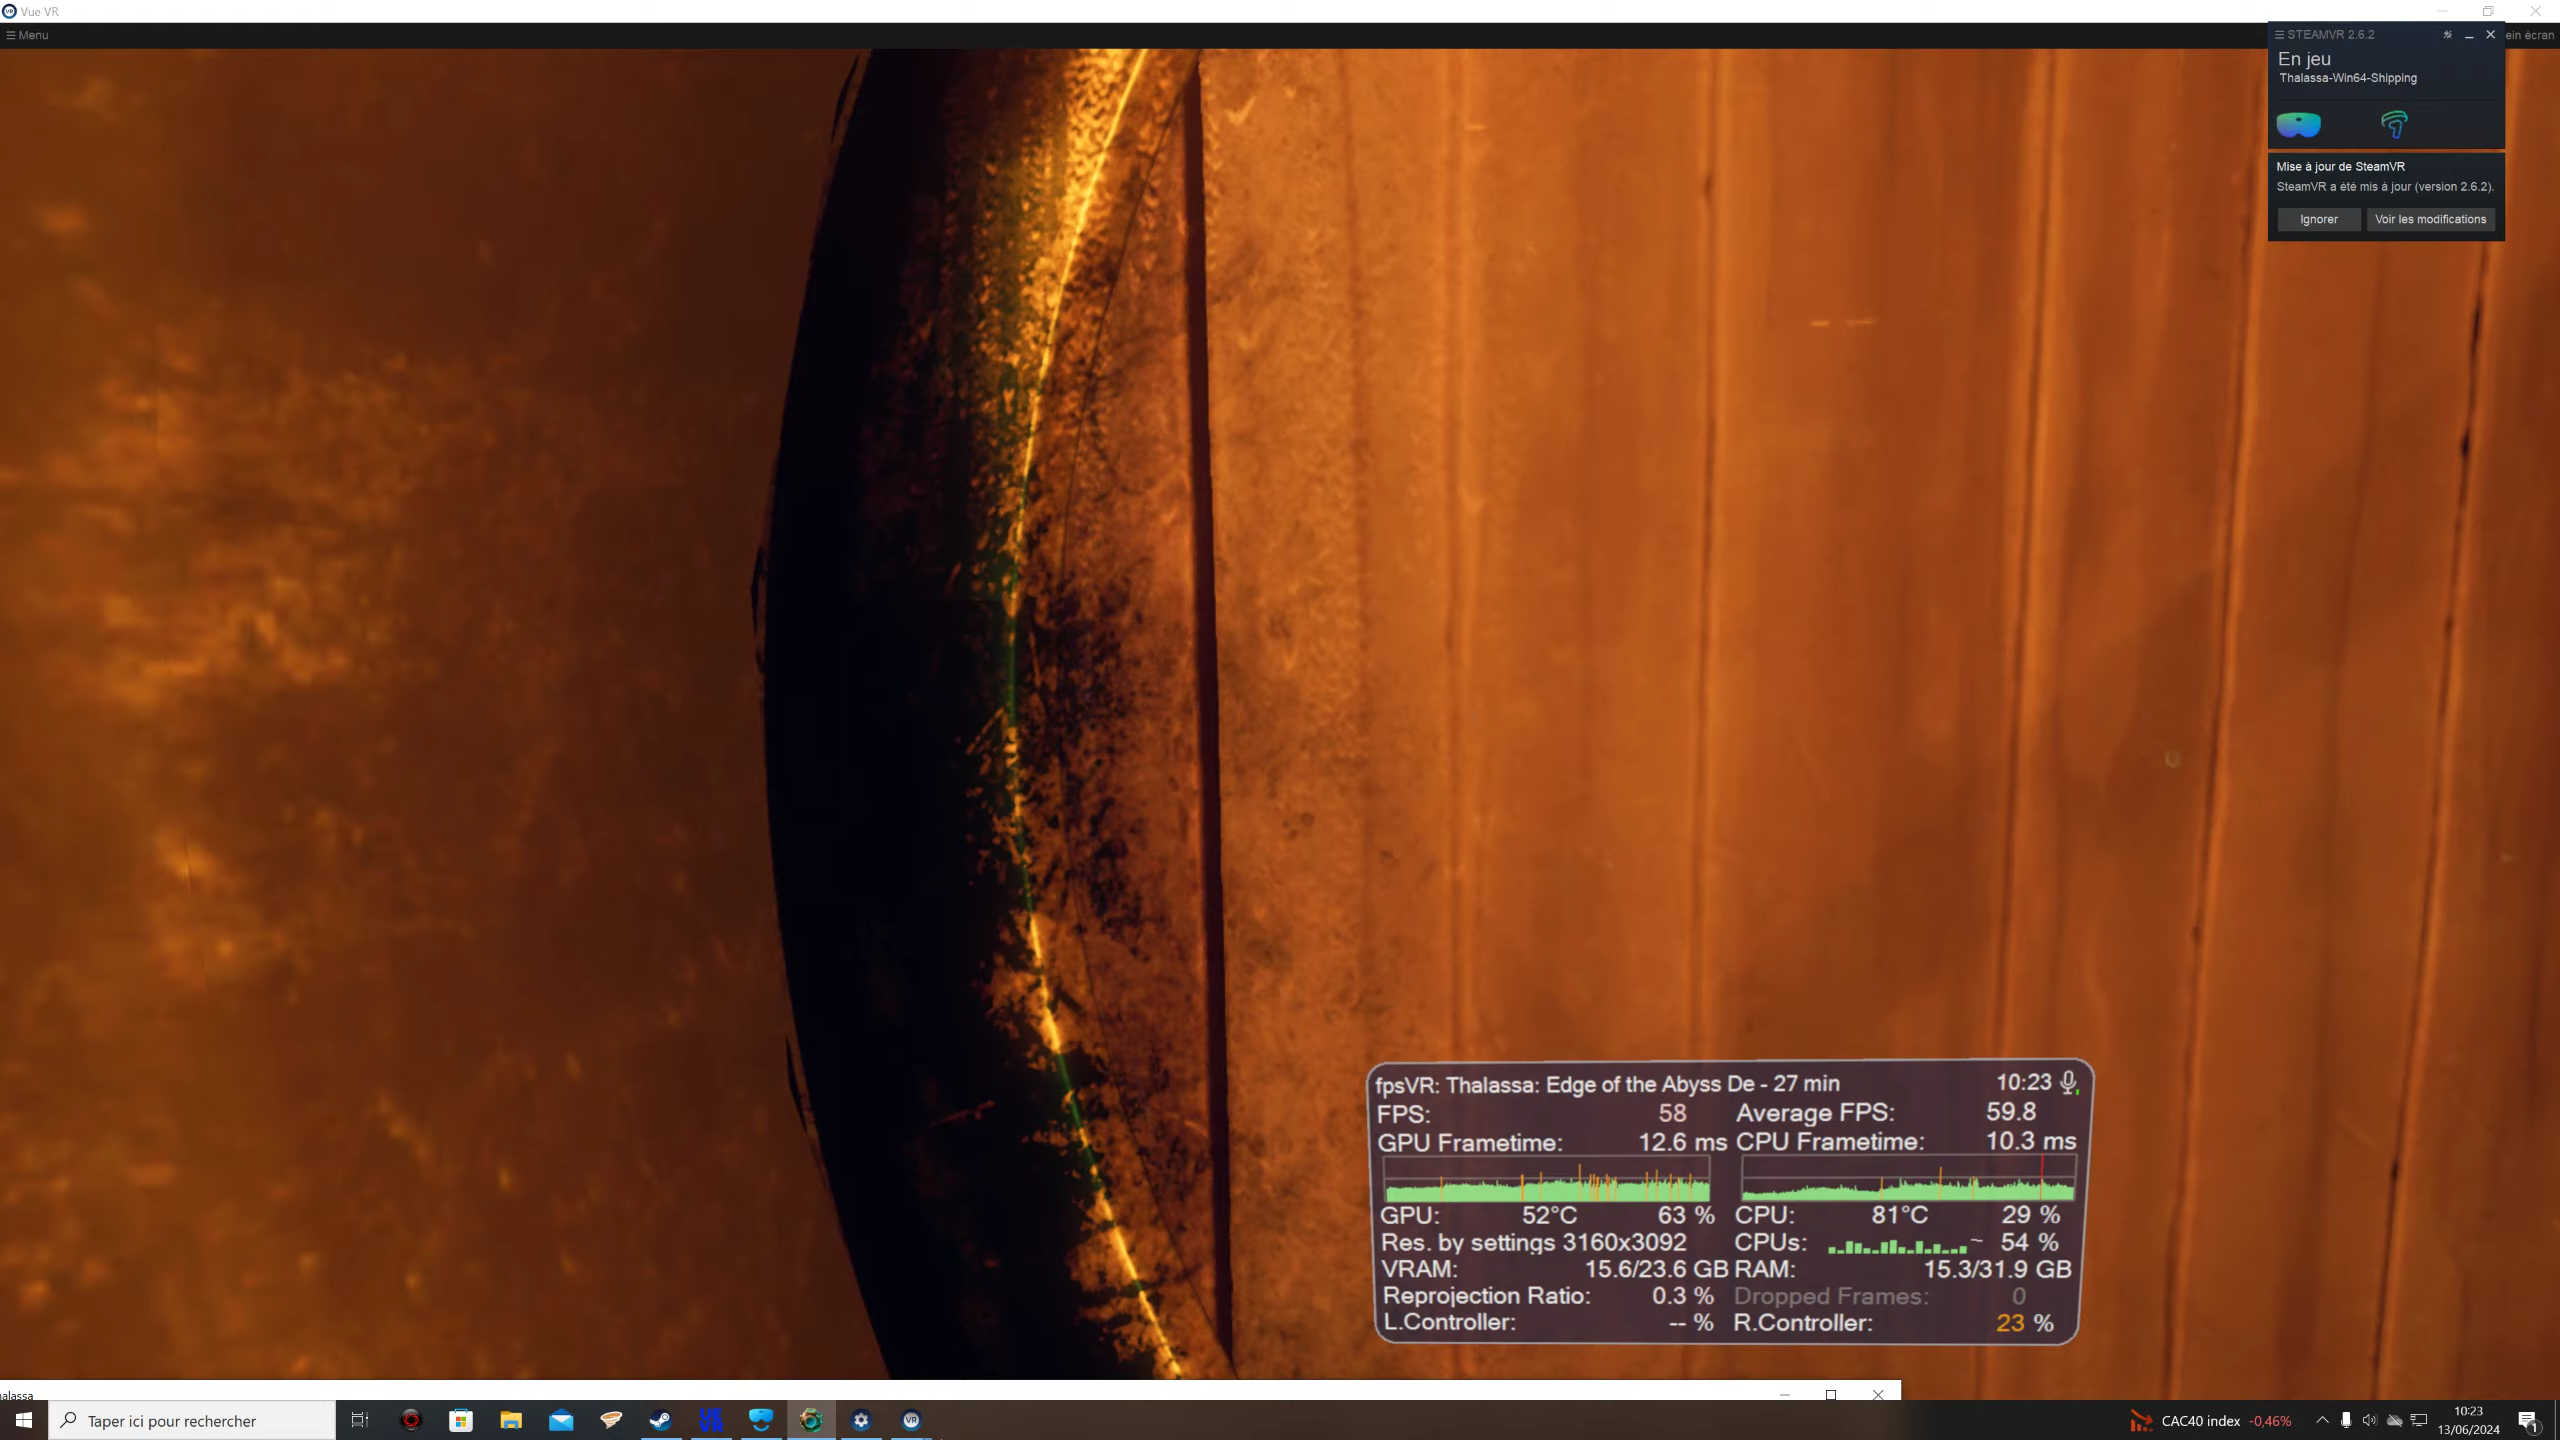 Vue VR
☰ Menu
ein écran
☰ STEAMVR 2.6.2
En jeu
Thalassa-Win64-Shipping
Mise à jour de SteamVR
SteamVR a été mis à jour (version 2.6.2).
Ignorer
Voir les modifications
fpsVR: Thalassa: Edge of the Abyss De - 27 min 10:23
FPS: 58 Average FPS: 59.8
GPU Frametime: 12.6 ms CPU Frametime: 10.3 ms
GPU: 52°C 63 % CPU: 81°C 29 %
Res. by settings 3160x3092 CPUs: 54 %
VRAM: 15.6/23.6 GB RAM: 15.3/31.9 GB
Reprojection Ratio: 0.3 % Dropped Frames: 0
L.Controller: -- % R.Controller: 23 %
alassa
Taper ici pour rechercher
UE
VR
VR
CAC40 index -0,46%
10:23
13/06/2024
1